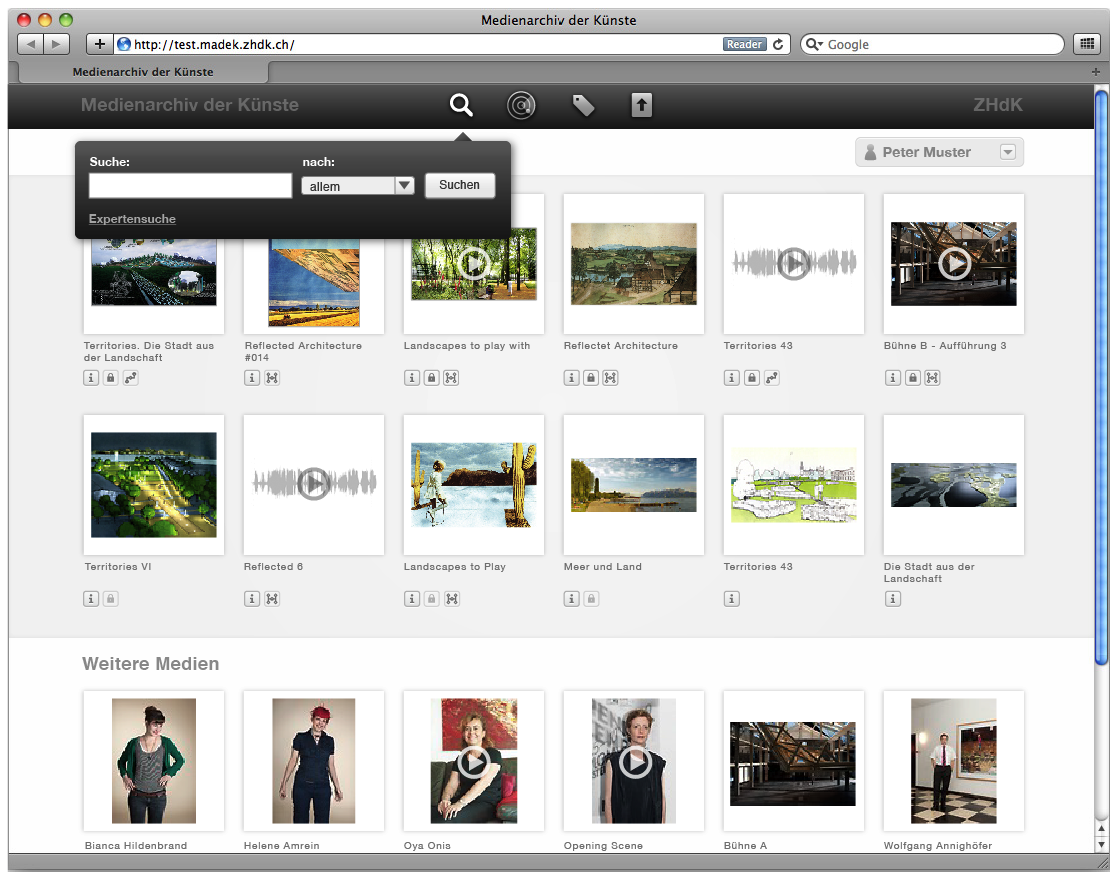 Medienarchiv der Künste
http://test.madek.zhdk.ch/
Reader
Google
Medienarchiv der Künste
Medienarchiv der Künste
ZHdK
Peter Muster
Suche:
nach:
allem
Suchen
Expertensuche
Territories. Die Stadt aus
der Landschaft
Reflected Architecture
#014
Landscapes to play with
Reflectet Architecture
Territories 43
Bühne B - Aufführung 3
Territories VI
Reflected 6
Landscapes to Play
Meer und Land
Territories 43
Die Stadt aus der
Landschaft
Weitere Medien
Bianca Hildenbrand
Helene Amrein
Oya Onis
Opening Scene
Bühne A
Wolfgang Annighöfer